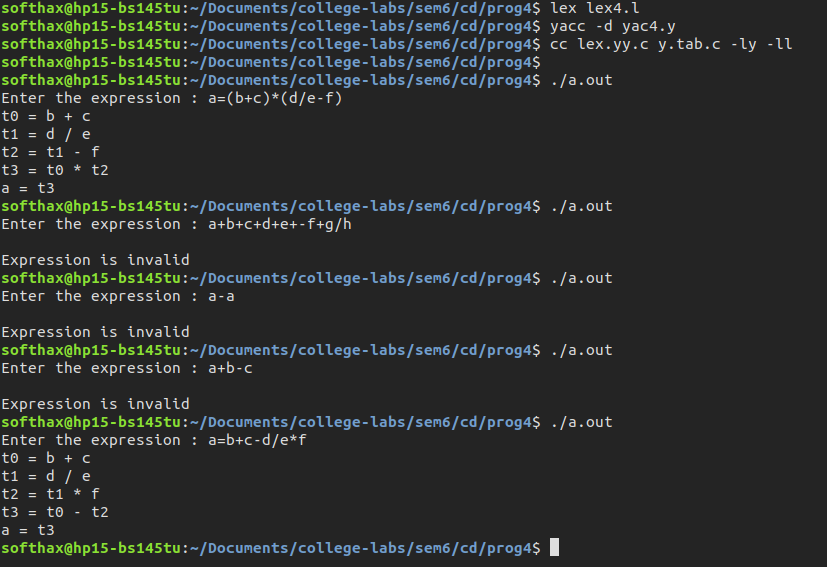 softhax@hp15-bs145tu:~/Documents/college-labs/sem6/cd/prog4$ lex lex4.l
softhax@hp15-bs145tu:~/Documents/college-labs/sem6/cd/prog4$ yacc -d yac4.y
softhax@hp15-bs145tu:~/Documents/college-labs/sem6/cd/prog4$ cc lex.yy.c y.tab.c -ly -ll
softhax@hp15-bs145tu:~/Documents/college-labs/sem6/cd/prog4$
softhax@hp15-bs145tu:~/Documents/college-labs/sem6/cd/prog4$ ./a.out
Enter the expression : a=(b+c)*(d/e-f)
t0 = b + c
t1 = d / e
t2 = t1 - f
t3 = t0 * t2
a = t3
softhax@hp15-bs145tu:~/Documents/college-labs/sem6/cd/prog4$ ./a.out
Enter the expression : a+b+c+d+e+-f+g/h
Expression is invalid
softhax@hp15-bs145tu:~/Documents/college-labs/sem6/cd/prog4$ ./a.out
Enter the expression : a-a
Expression is invalid
softhax@hp15-bs145tu:~/Documents/college-labs/sem6/cd/prog4$ ./a.out
Enter the expression : a+b-c
Expression is invalid
softhax@hp15-bs145tu:~/Documents/college-labs/sem6/cd/prog4$ ./a.out
Enter the expression : a=b+c-d/e*f
t0 = b + c
t1 = d / e
t2 = t1 * f
t3 = t0 - t2
a = t3
softhax@hp15-bs145tu:~/Documents/college-labs/sem6/cd/prog4$